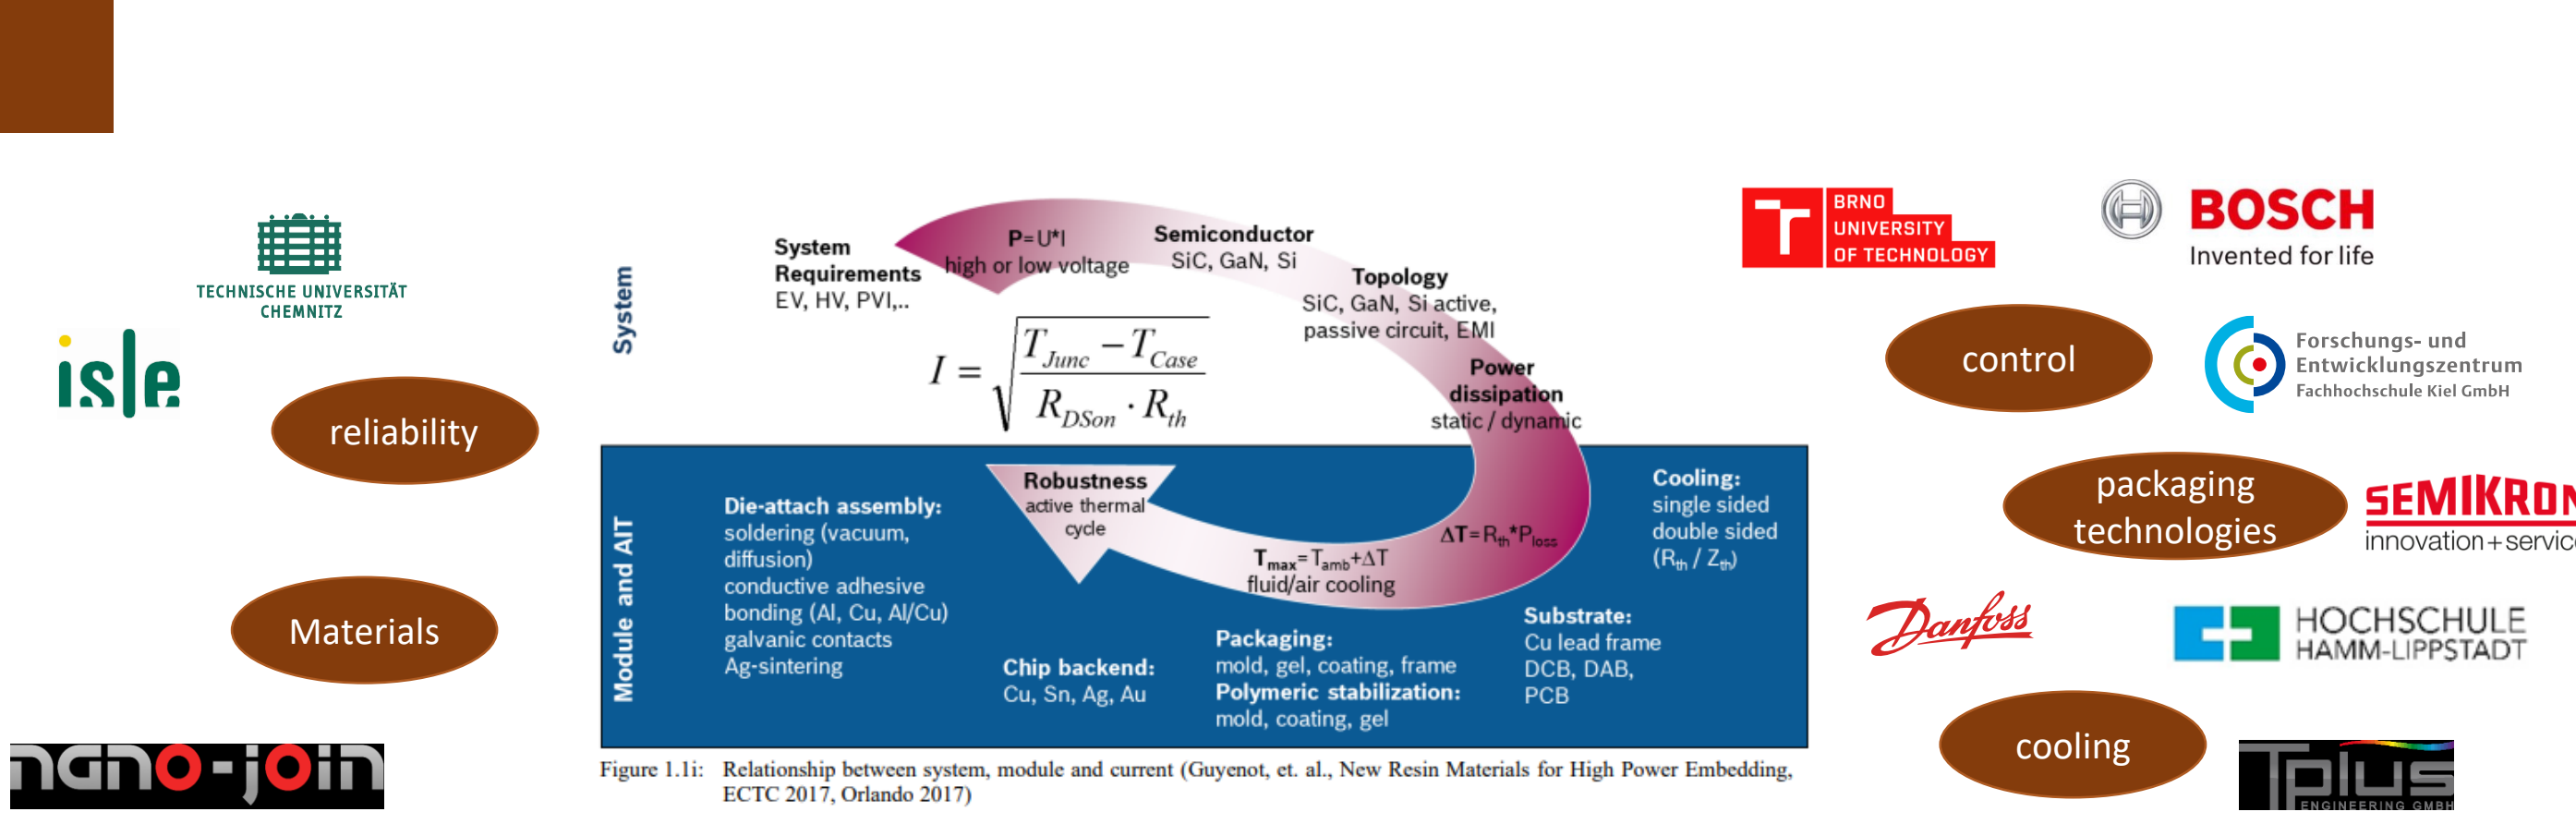 TECHNISCHE UNIVERSITÄT
CHEMNITZ
isle
reliability
Materials
nano-join
System
System
Requirements
EV, HV, PVI,..
P=U*I
high or low voltage
Semiconductor
SiC, GaN, Si
Topology
SiC, GaN, Si active,
passive circuit, EMI
Power
dissipation
static / dynamic
I = √((T_Junc − T_Case) / (R_DSon · R_th))
Module and AIT
Die-attach assembly:
soldering (vacuum,
diffusion)
conductive adhesive
bonding (Al, Cu, Al/Cu)
galvanic contacts
Ag-sintering
Robustness
active thermal
cycle
Chip backend:
Cu, Sn, Ag, Au
Tmax=Tamb+ΔT
fluid/air cooling
ΔT=Rth*Ploss
Packaging:
mold, gel, coating, frame
Polymeric stabilization:
mold, coating, gel
Cooling:
single sided
double sided
(Rth / Zth)
Substrate:
Cu lead frame
DCB, DAB,
PCB
Figure 1.1i: Relationship between system, module and current (Guyenot, et. al., New Resin Materials for High Power Embedding,
ECTC 2017, Orlando 2017)
BRNO
UNIVERSITY
OF TECHNOLOGY
BOSCH
Invented for life
control
Forschungs- und
Entwicklungszentrum
Fachhochschule Kiel GmbH
packaging
technologies
SEMIKRON
innovation+service
Danfoss
HOCHSCHULE
HAMM-LIPPSTADT
cooling
Tplus
ENGINEERING GMBH